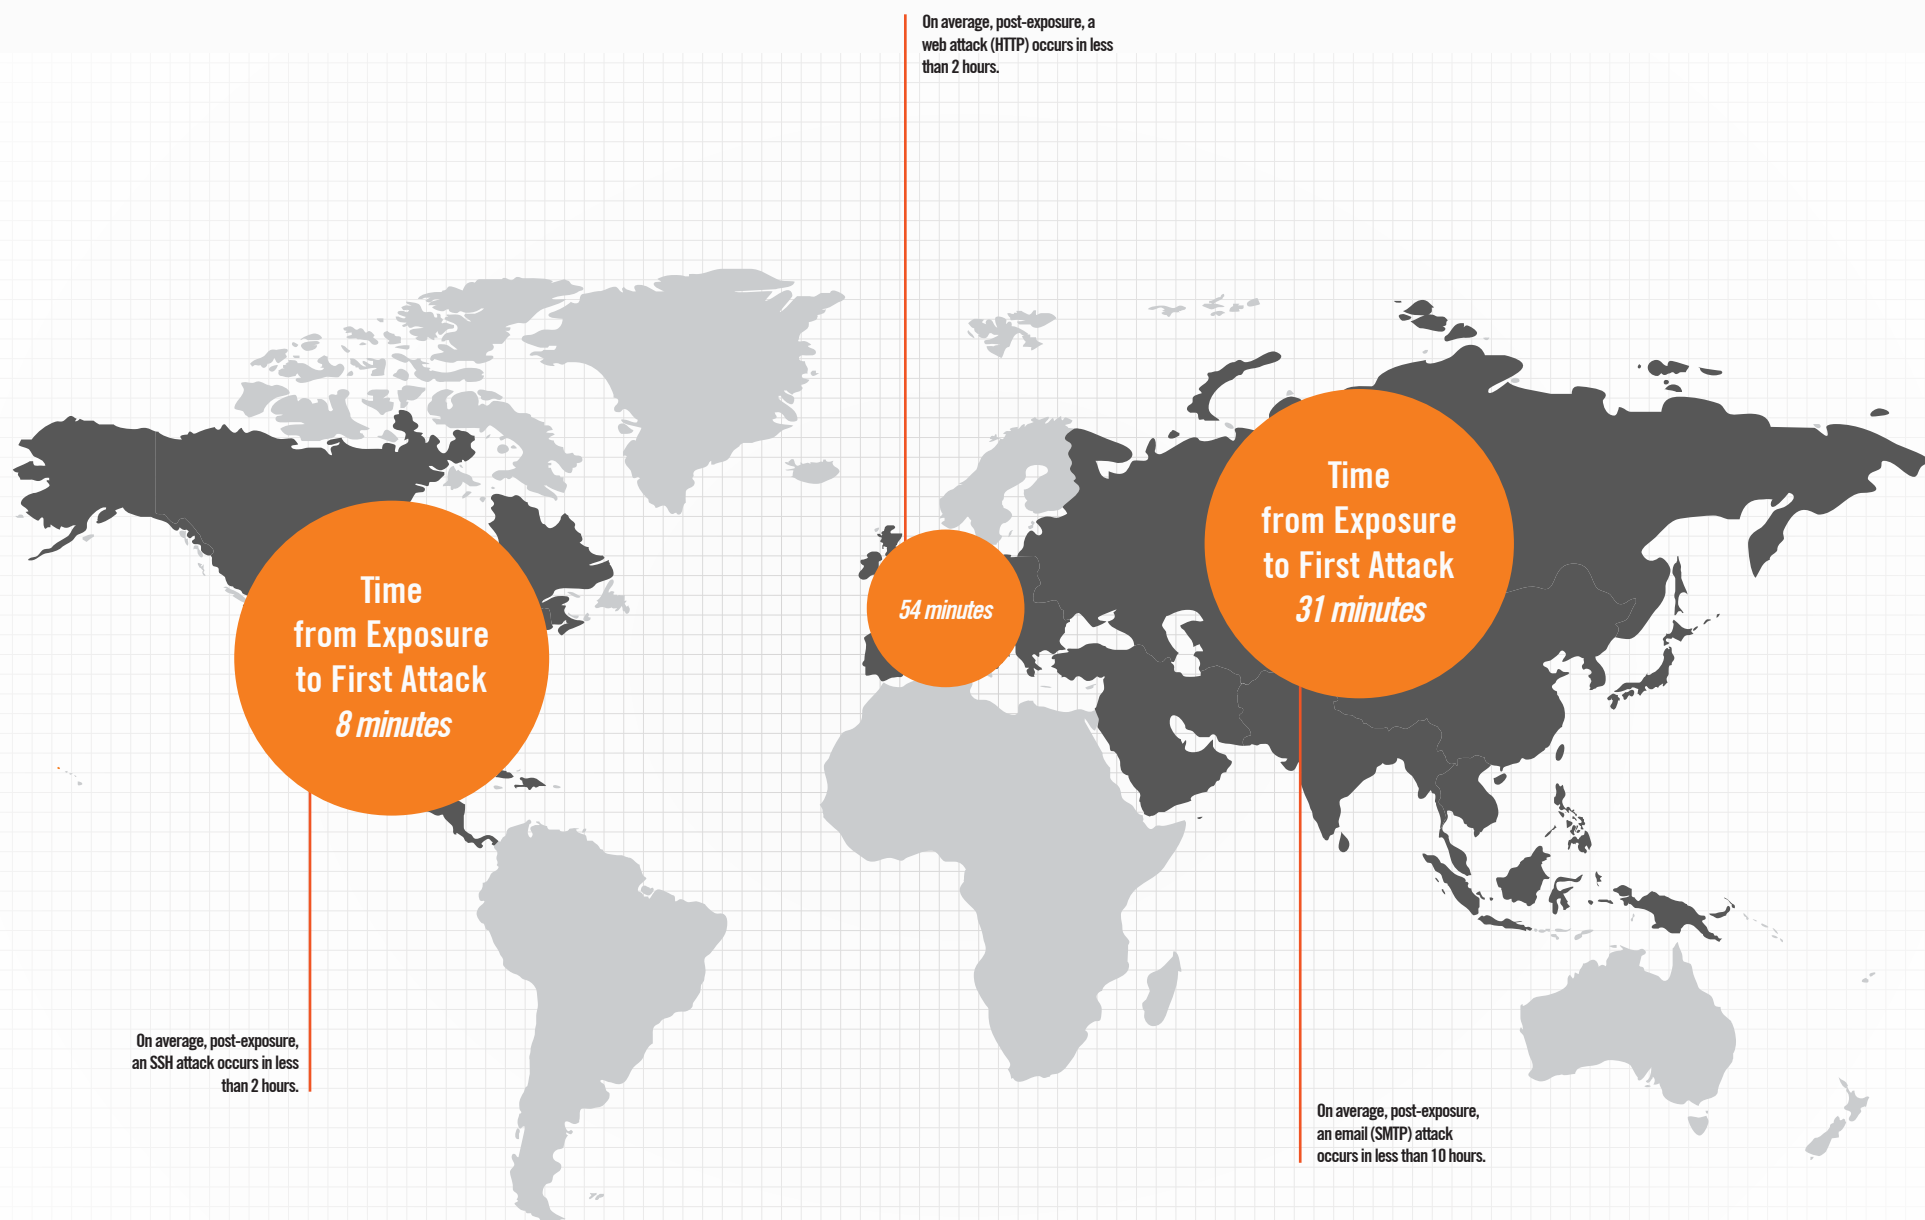 On average, post-exposure, a
web attack (HTTP) occurs in less
than 2 hours.
Time
from Exposure
to First Attack
8 minutes
54 minutes
Time
from Exposure
to First Attack
31 minutes
On average, post-exposure,
an SSH attack occurs in less
than 2 hours.
On average, post-exposure,
an email (SMTP) attack
occurs in less than 10 hours.